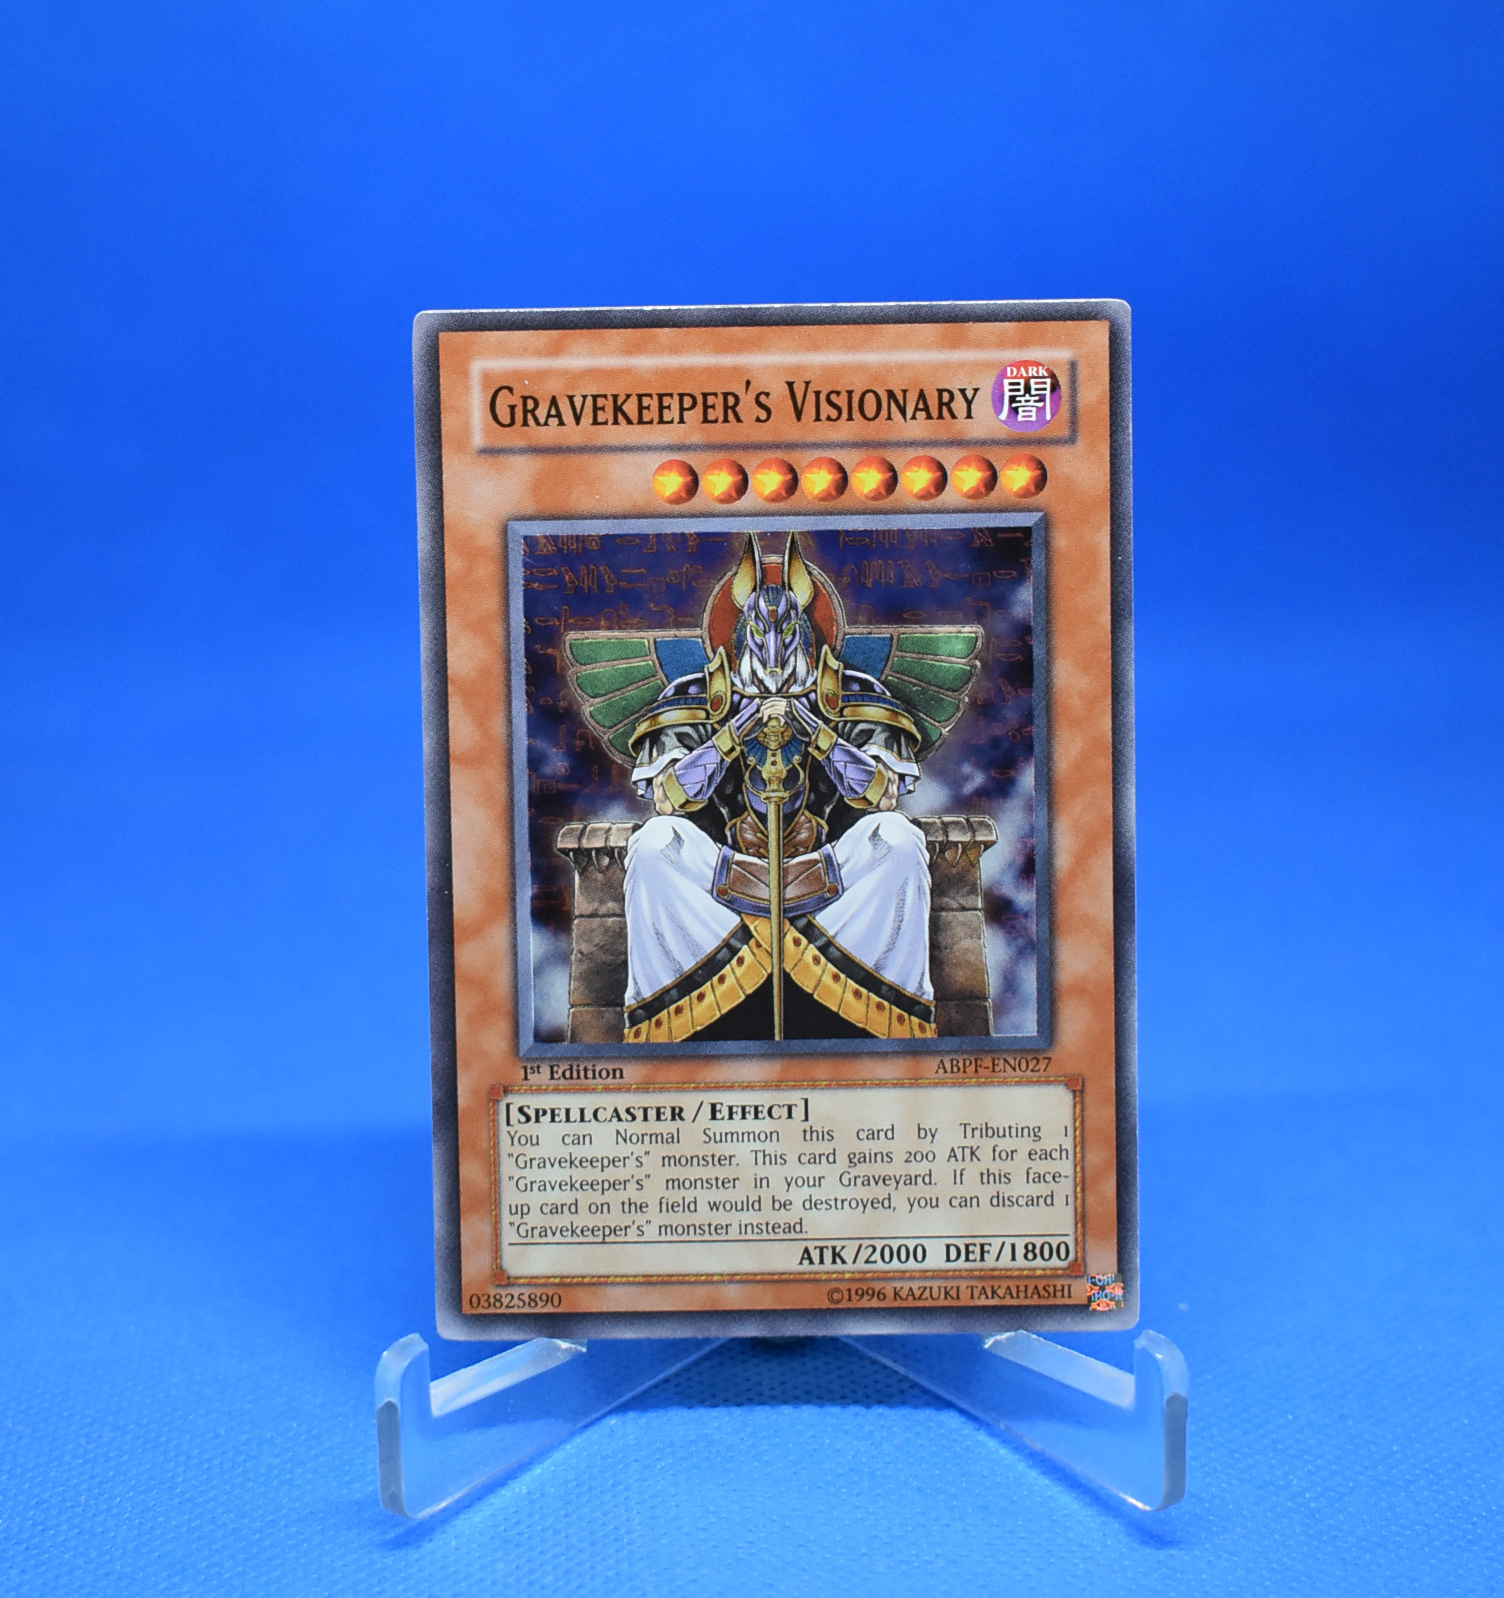 GRAVEKEEPER'S VISIONARY
DARK
闇
1st Edition
ABPF-EN027
[SPELLCASTER / EFFECT]
You can Normal Summon this card by Tributing 1
"Gravekeeper's" monster. This card gains 200 ATK for each
"Gravekeeper's" monster in your Graveyard. If this face-
up card on the field would be destroyed, you can discard 1
"Gravekeeper's" monster instead.
ATK/2000 DEF/1800
03825890
©1996 KAZUKI TAKAHASHI